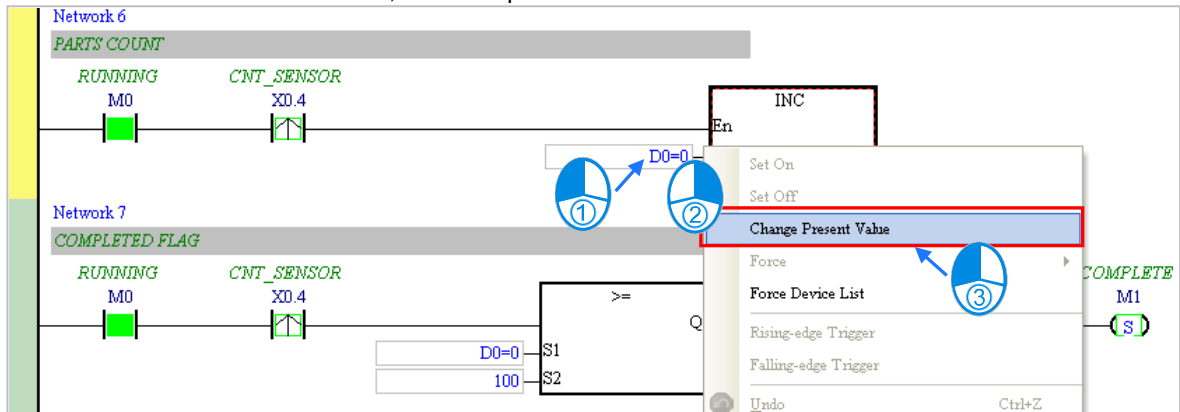 Network 6
PARTS COUNT
RUNNING CNT_SENSOR
M0 X0.4
INC
En
D0=0
① ②
Set On
Set Off
Change Present Value
Force
Force Device List
Rising-edge Trigger
Falling-edge Trigger
Undo Ctrl+Z
③
Network 7
COMPLETED FLAG
RUNNING CNT_SENSOR COMPLETE
M0 X0.4 >= M1
Q S
D0=0 S1
100 S2